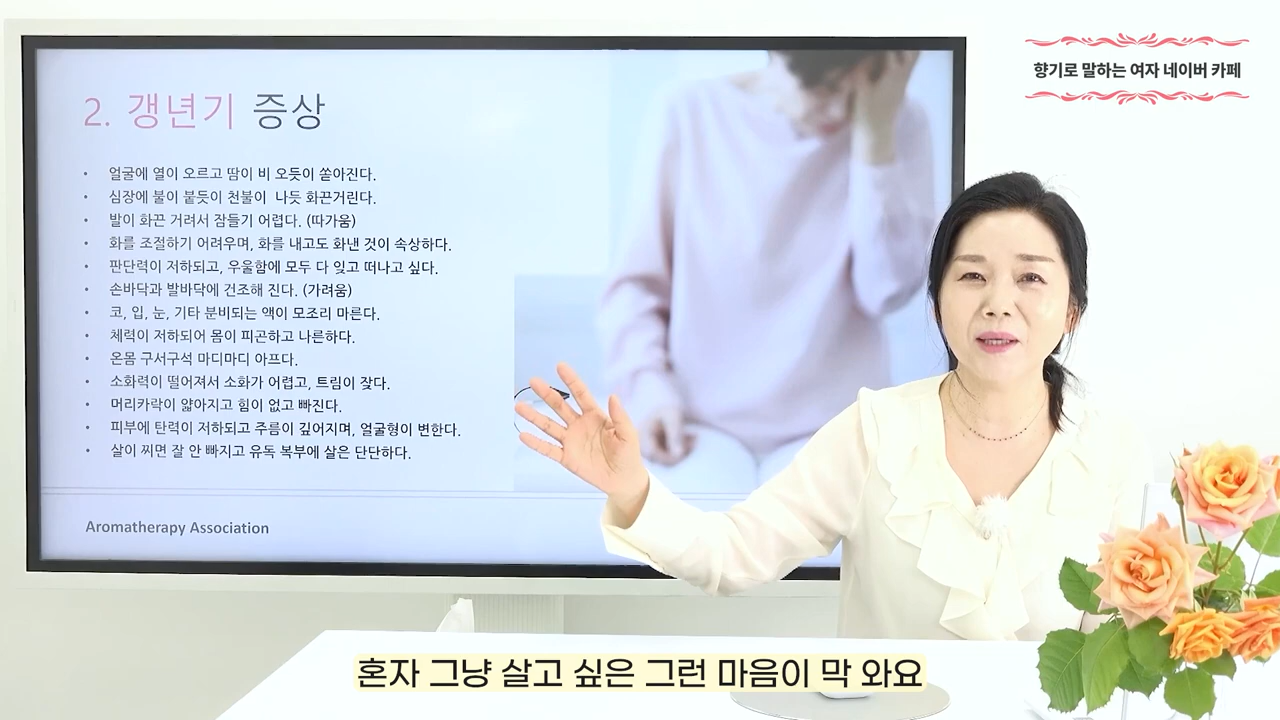 향기로 말하는 여자 네이버 카페
2. 갱년기 증상
• 얼굴에 열이 오르고 땀이 비 오듯이 쏟아진다.
• 심장에 불이 붙듯이 천불이 나듯 화끈거린다.
• 발이 화끈 거려서 잠들기 어렵다. (따가움)
• 화를 조절하기 어려우며, 화를 내고도 화낸 것이 속상하다.
• 판단력이 저하되고, 우울함에 모두 다 잊고 떠나고 싶다.
• 손바닥과 발바닥에 건조해 진다. (가려움)
• 코, 입, 눈, 기타 분비되는 액이 모조리 마른다.
• 체력이 저하되어 몸이 피곤하고 나른하다.
• 온몸 구서구석 마디마디 아프다.
• 소화력이 떨어져서 소화가 어렵고, 트림이 잦다.
• 머리카락이 얇아지고 힘이 없고 빠진다.
• 피부에 탄력이 저하되고 주름이 깊어지며, 얼굴형이 변한다.
• 살이 찌면 잘 안 빠지고 유독 복부에 살은 단단하다.
Aromatherapy Association
혼자 그냥 살고 싶은 그런 마음이 막 와요